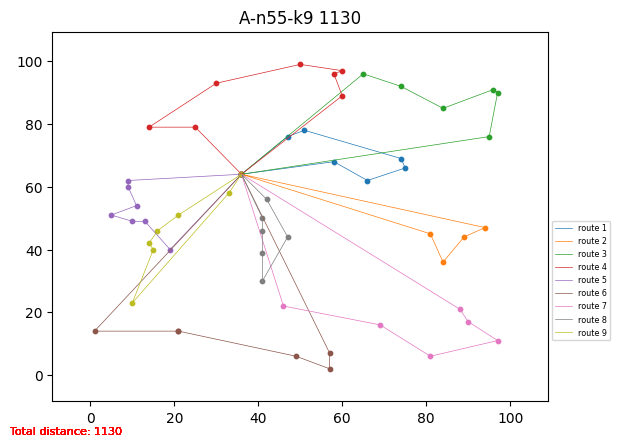 A-n55-k9 1130
100
80
60
40
20
0
0 20 40 60 80 100
route 1
route 2
route 3
route 4
route 5
route 6
route 7
route 8
route 9
Total distance: 1130